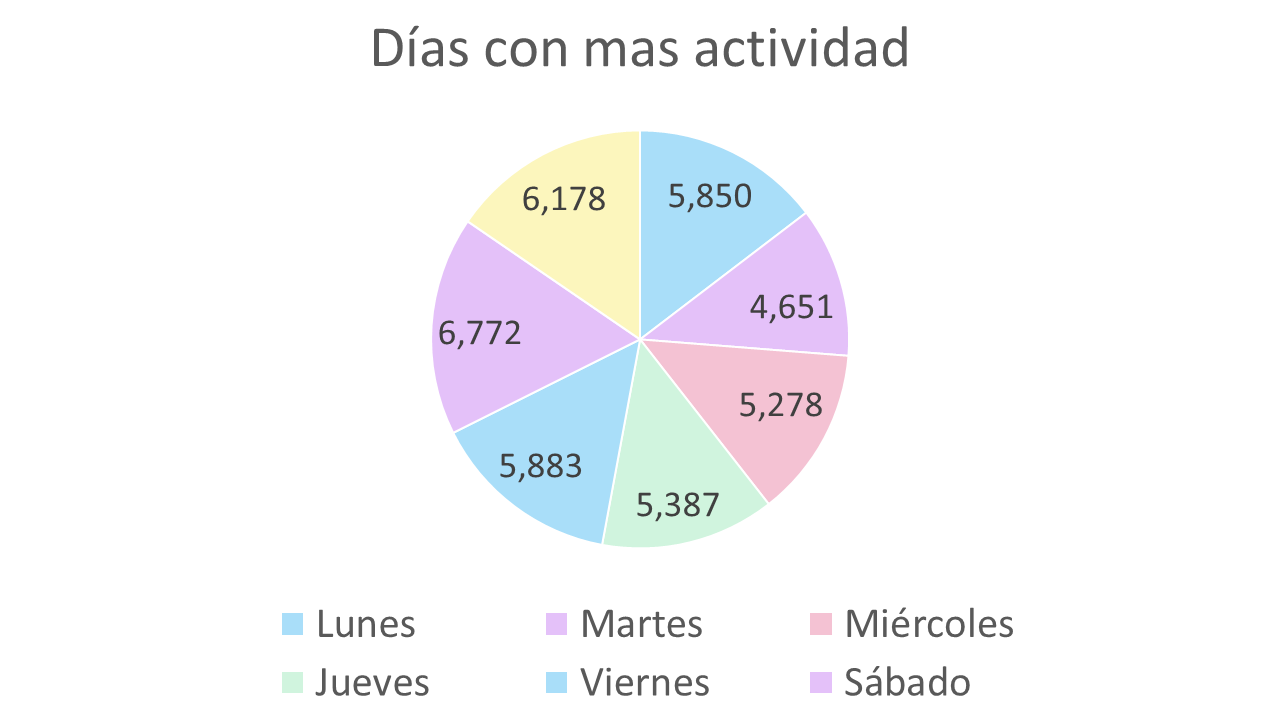 Días con mas actividad
6,178
5,850
4,651
6,772
5,278
5,883
5,387
Lunes
Martes
Miércoles
Jueves
Viernes
Sábado